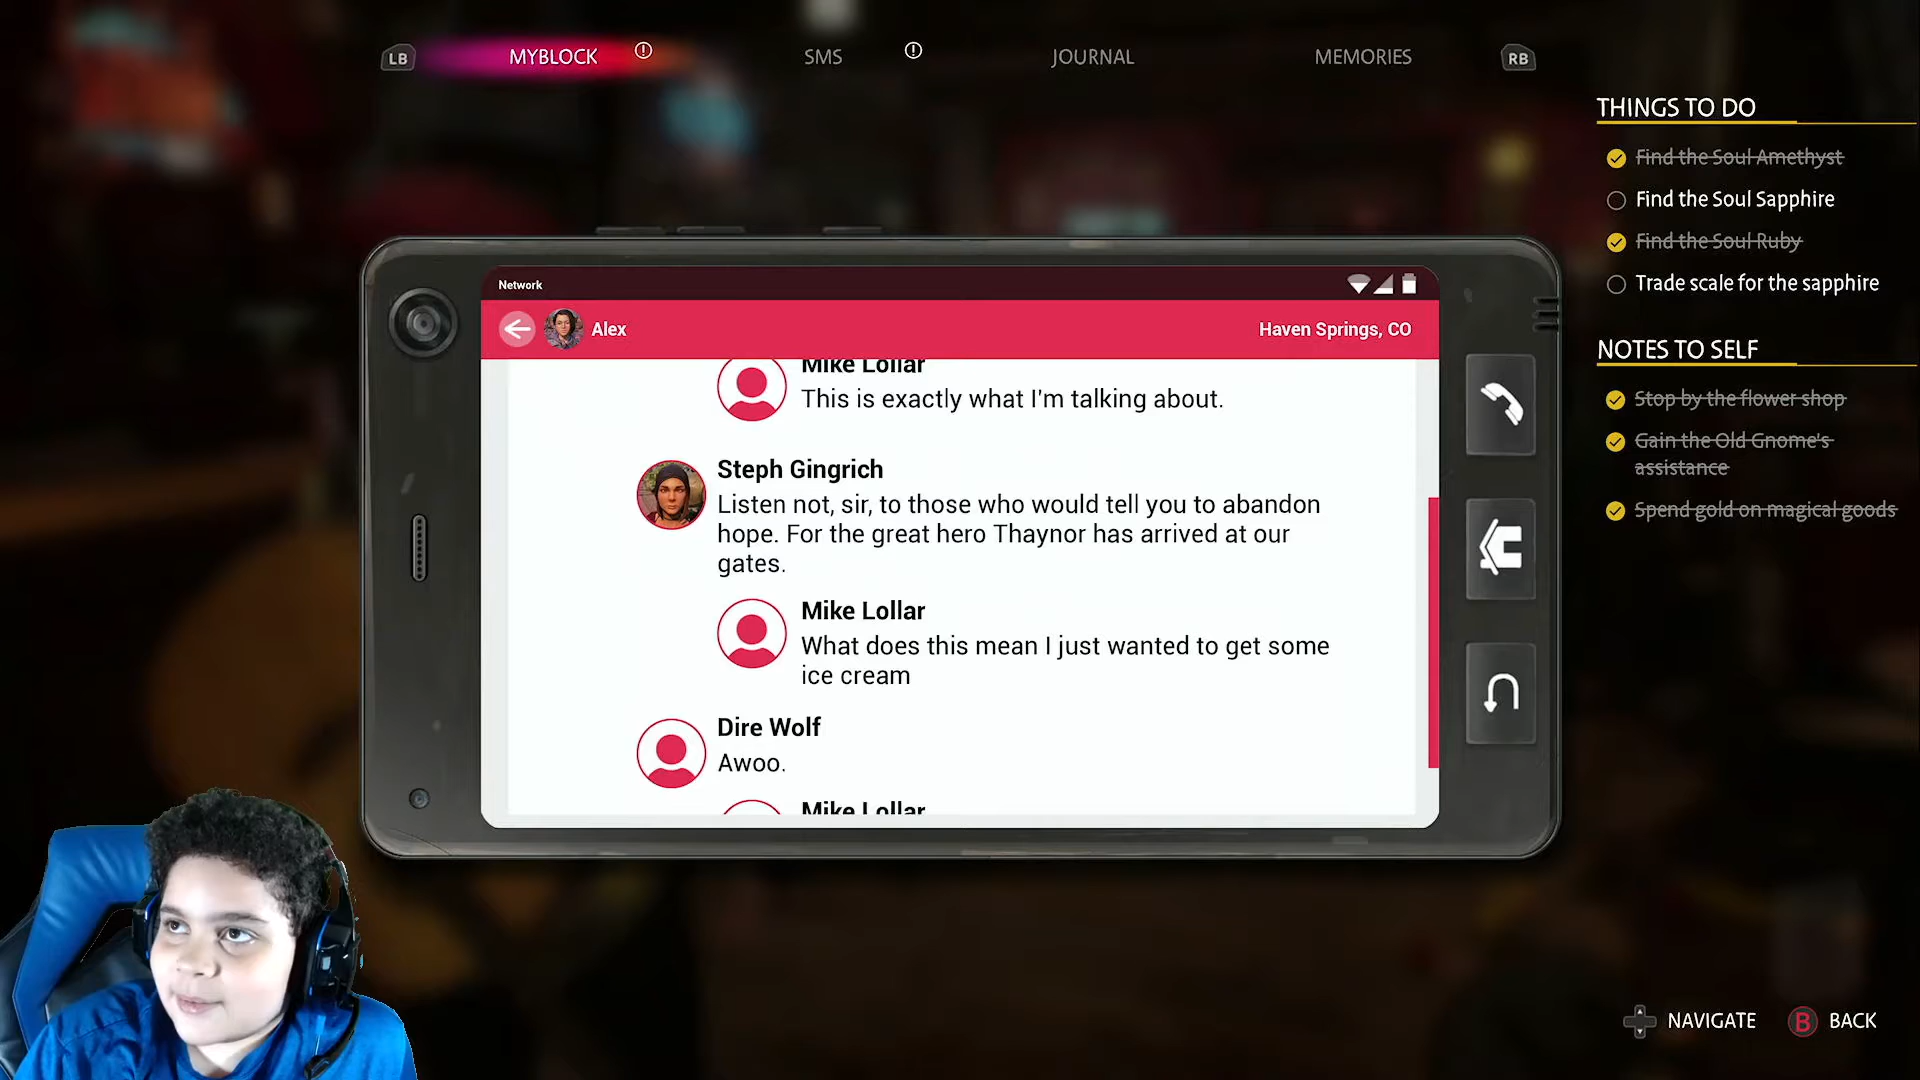 LB
MYBLOCK
SMS
JOURNAL
MEMORIES
RB
THINGS TO DO
Find the Soul Amethyst
Find the Soul Sapphire
Find the Soul Ruby
Trade scale for the sapphire
NOTES TO SELF
Stop by the flower shop
Gain the Old Gnome's
assistance
Spend gold on magical goods
Network
Alex
Haven Springs, CO
Mike Lollar
This is exactly what I'm talking about.
Steph Gingrich
Listen not, sir, to those who would tell you to abandon
hope. For the great hero Thaynor has arrived at our
gates.
Mike Lollar
What does this mean I just wanted to get some
ice cream
Dire Wolf
Awoo.
Mike Lollar
NAVIGATE
B BACK